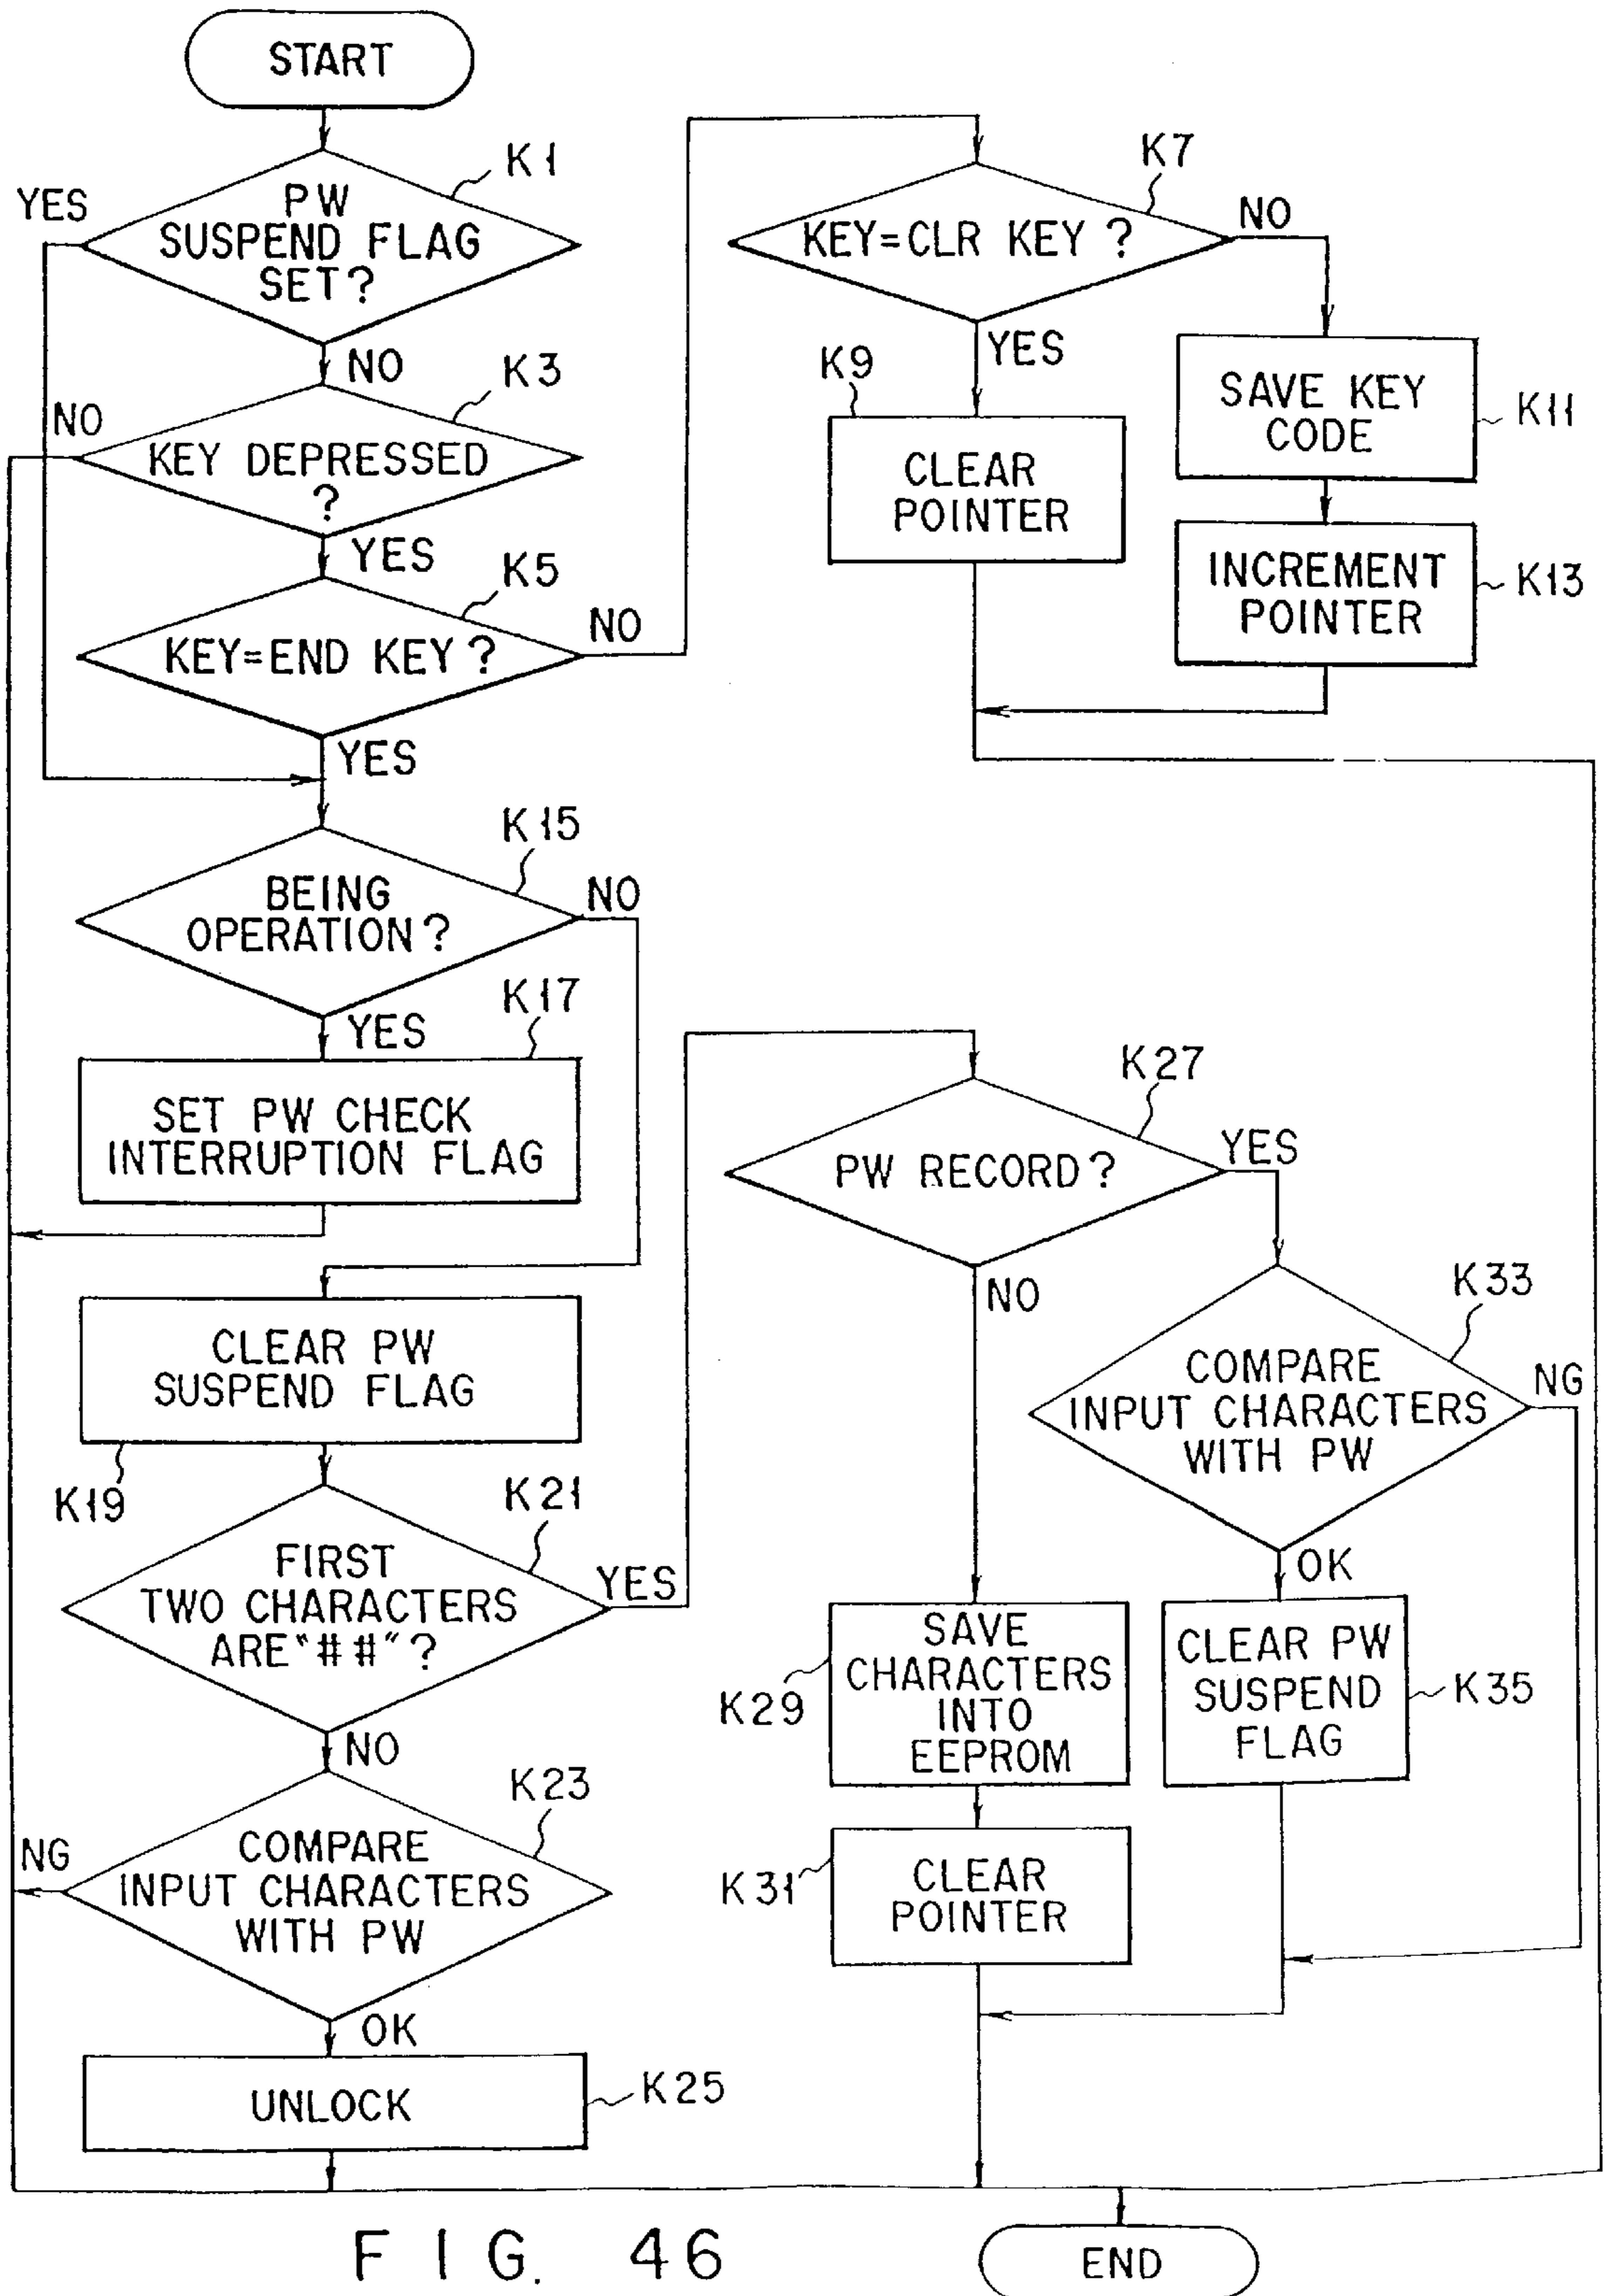 START
K1
YES
PW
SUSPEND FLAG
SET?
NO
K3
NO
KEY DEPRESSED
?
YES
K5
KEY=END KEY?
NO
YES
K7
KEY=CLR KEY ?
NO
YES
K9
CLEAR
POINTER
SAVE KEY
CODE
K11
INCREMENT
POINTER
K13
K15
BEING
OPERATION?
NO
YES
K17
SET PW CHECK
INTERRUPTION FLAG
CLEAR PW
SUSPEND FLAG
K19
K21
FIRST
TWO CHARACTERS
ARE "##"?
YES
NO
K23
COMPARE
INPUT CHARACTERS
WITH PW
NG
OK
UNLOCK
K25
K27
PW RECORD?
YES
NO
K33
COMPARE
INPUT CHARACTERS
WITH PW
NG
OK
SAVE
CHARACTERS
INTO
EEPROM
K29
CLEAR PW
SUSPEND
FLAG
K35
K31
CLEAR
POINTER
END
FIG. 46